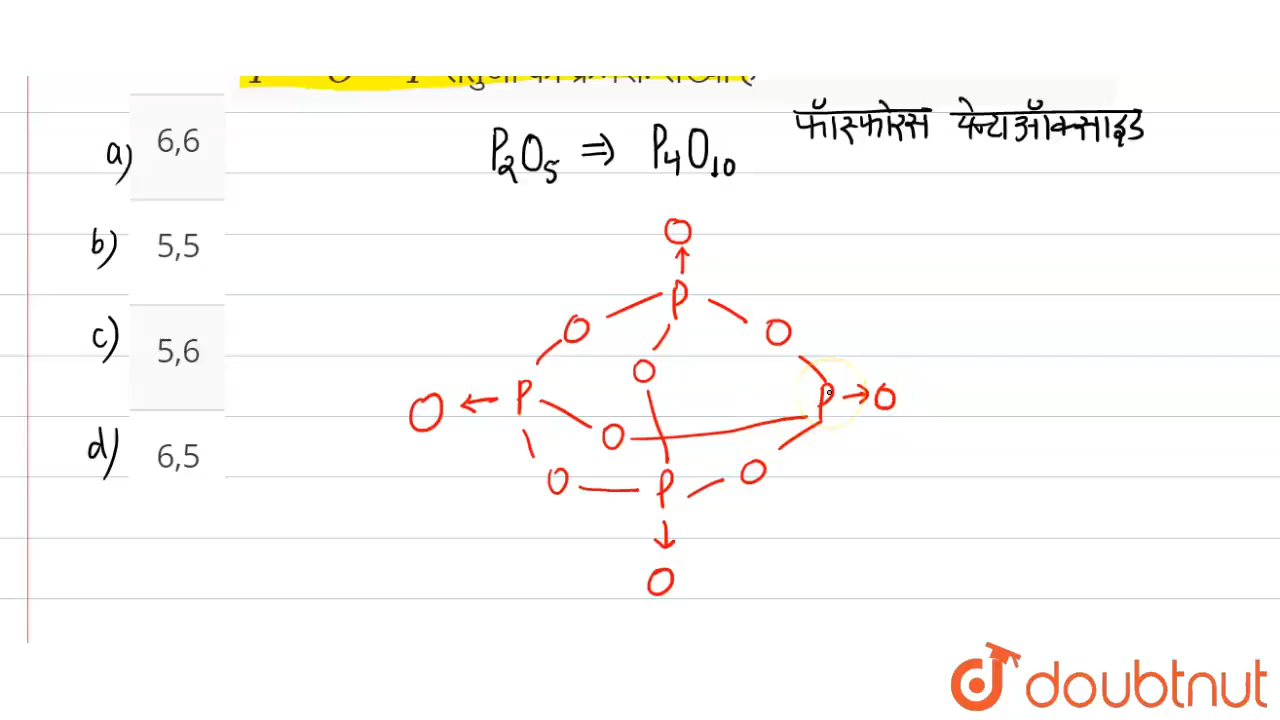 a) 6,6
b) 5,5
c) 5,6
d) 6,5
P₂O₅ ⇒ P₄O₁₀
फॉस्फोरस पेन्टाऑक्साइड
O
P
O O
O
O ← P P → O
O
O P O
O
doubtnut